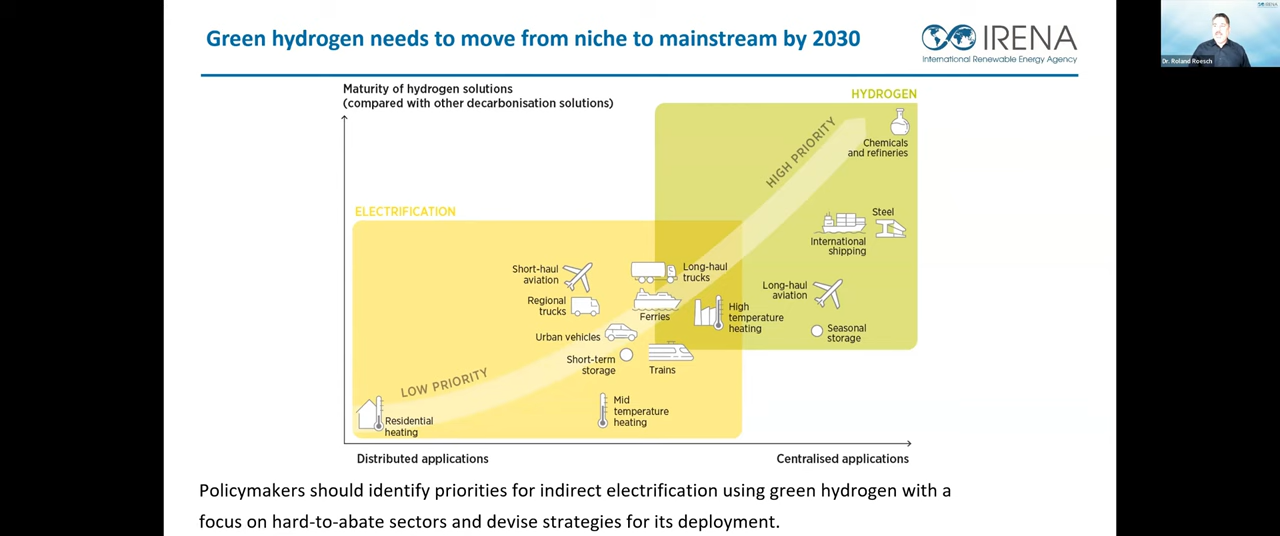 Green hydrogen needs to move from niche to mainstream by 2030
IRENA
International Renewable Energy Agency
IRENA
Dr. Roland Roesch
Maturity of hydrogen solutions
(compared with other decarbonisation solutions)
HYDROGEN
HIGH PRIORITY
Chemicals
and refineries
ELECTRIFICATION
Steel
International
shipping
Short-haul
aviation
Long-haul
trucks
Long-haul
aviation
Regional
trucks
Ferries
High
temperature
heating
Urban vehicles
Seasonal
storage
Short-term
storage
Trains
LOW PRIORITY
Mid
temperature
heating
Residential
heating
Distributed applications
Centralised applications
Policymakers should identify priorities for indirect electrification using green hydrogen with a
focus on hard-to-abate sectors and devise strategies for its deployment.